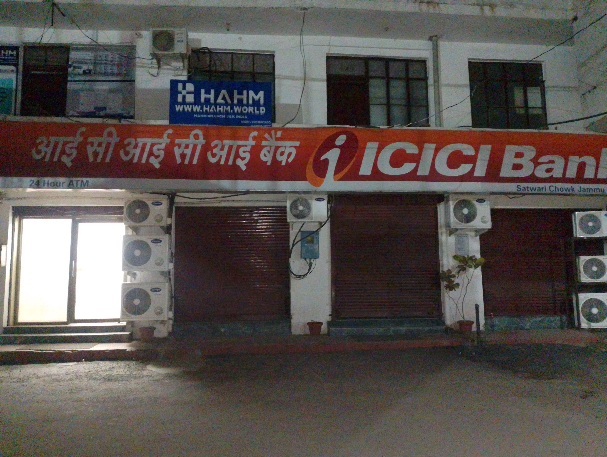 HAHM
WWW.HAHM.WORLD
आई सी आई सी आई बैंक
ICICI Bank
24 Hour ATM
Satwari Chowk Jammu